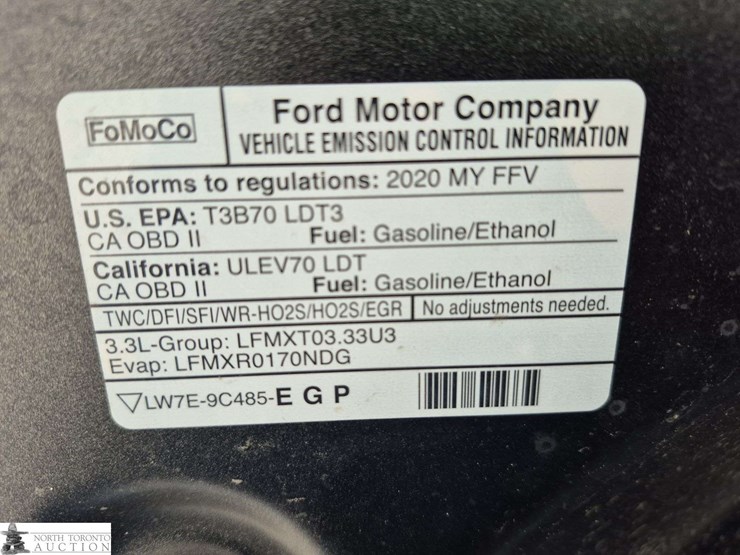 FoMoCo
Ford Motor Company
VEHICLE EMISSION CONTROL INFORMATION
Conforms to regulations: 2020 MY FFV
U.S. EPA: T3B70 LDT3
CA OBD II Fuel: Gasoline/Ethanol
California: ULEV70 LDT
CA OBD II Fuel: Gasoline/Ethanol
TWC/DFI/SFI/WR-HO2S/HO2S/EGR No adjustments needed.
3.3L-Group: LFMXT03.33U3
Evap: LFMXR0170NDG
LW7E-9C485-E G P
NORTH TORONTO
AUCTION